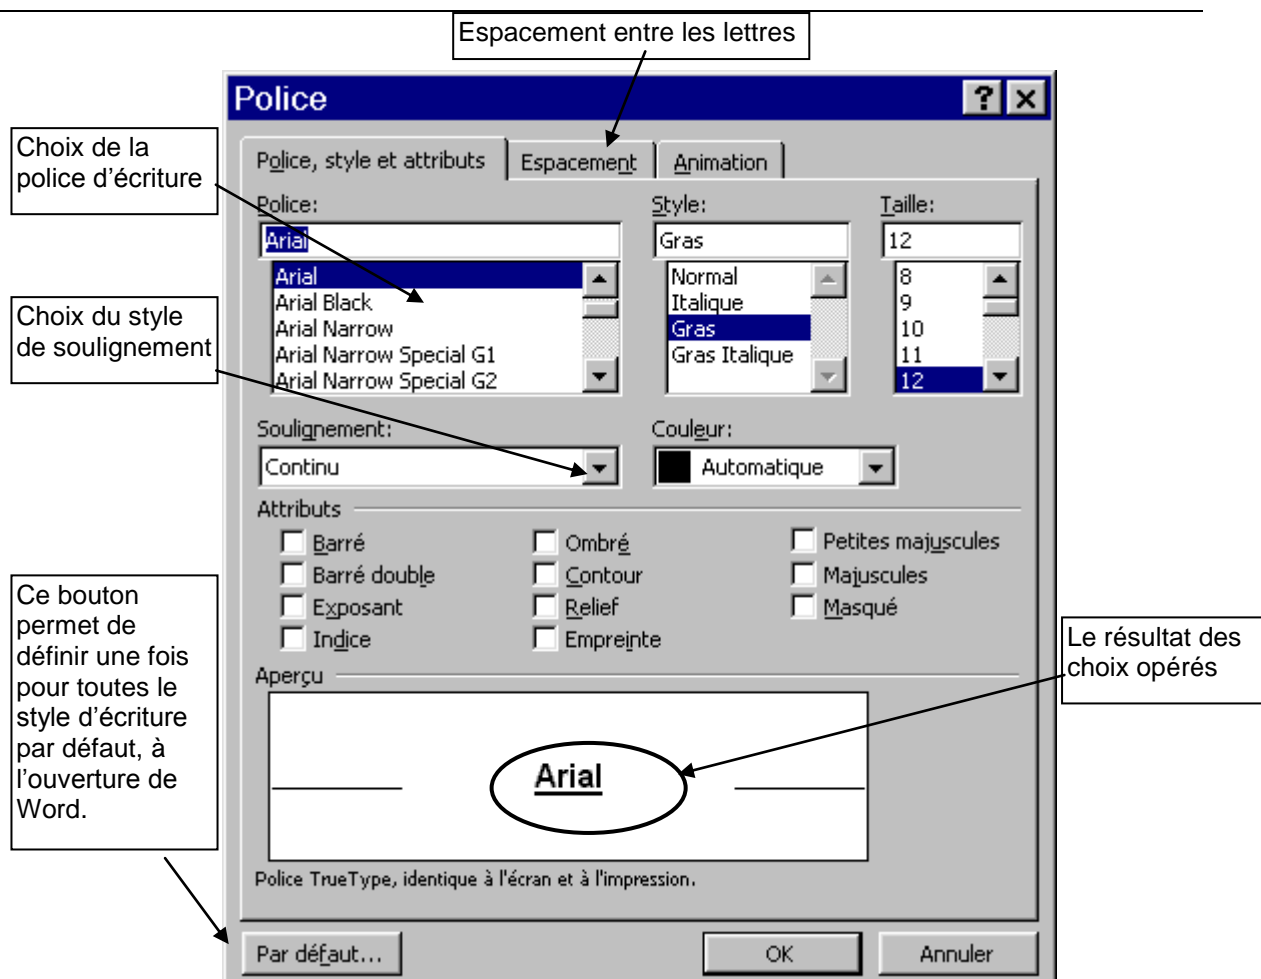 Espacement entre les lettres
Police
Choix de la
police d’écriture
Police, style et attributs
Espacement
Animation
Police:
Style:
Taille:
Arial
Gras
12
Arial
Arial Black
Arial Narrow
Arial Narrow Special G1
Arial Narrow Special G2
Normal
Italique
Gras
Gras Italique
8
9
10
11
12
Choix du style
de soulignement
Soulignement:
Couleur:
Continu
Automatique
Attributs
Barré
Barré double
Exposant
Indice
Ombré
Contour
Relief
Empreinte
Petites majuscules
Majuscules
Masqué
Ce bouton
permet de
définir une fois
pour toutes le
style d’écriture
par défaut, à
l’ouverture de
Word.
Le résultat des
choix opérés
Aperçu
Arial
Police TrueType, identique à l'écran et à l'impression.
Par défaut...
OK
Annuler